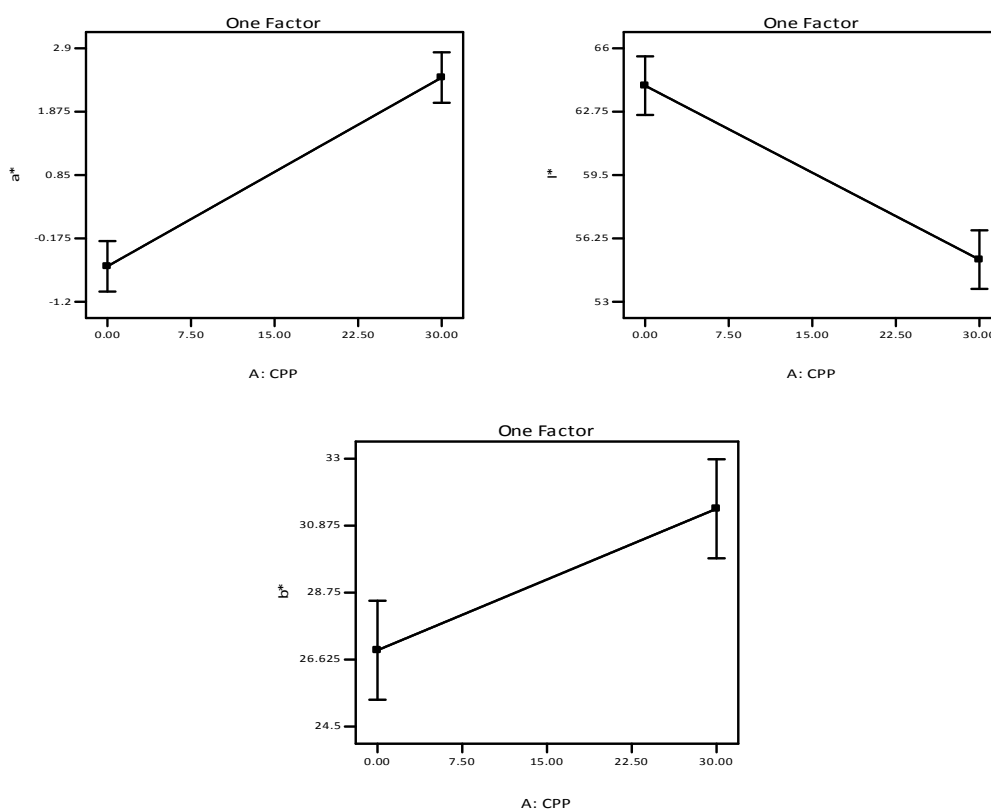 One Factor
2.9
1.875
0.85
-0.175
-1.2
a*
0.00 7.50 15.00 22.50 30.00
A: CPP
One Factor
66
62.75
59.5
56.25
53
l*
0.00 7.50 15.00 22.50 30.00
A: CPP
One Factor
33
30.875
28.75
26.625
24.5
b*
0.00 7.50 15.00 22.50 30.00
A: CPP